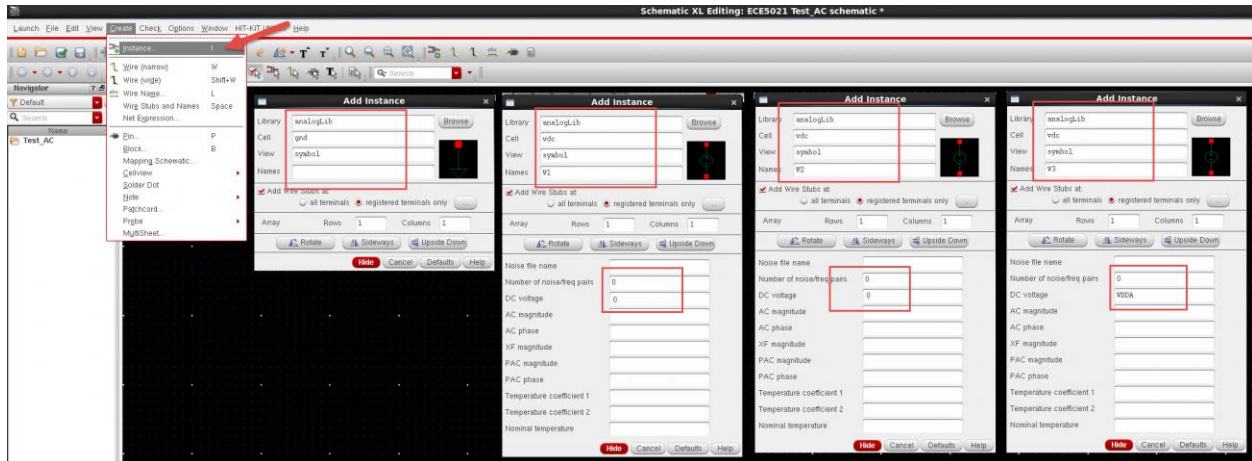 Schematic XL Editing: ECE5021 Test_AC schematic *
Launch File Edit View Create Check Options Window HIT-KIT Utilities Help
Instance... I
Wire (narrow) W
Wire (wide) Shift+W
Wire Name... L
Wire Stubs and Names Space
Net Expression...
Pin... P
Block... B
Mapping Schematic...
Cellview
Solder Dot
Note
Patchcord...
Probe
MultiSheet...
Search
Navigator
Default
Search
Name
Test_AC
Add Instance
Library analogLib Browse
Cell gnd
View symbol
Names
Add Wire Stubs at:
all terminals registered terminals only ...
Array Rows 1 Columns 1
Rotate Sideways Upside Down
Hide Cancel Defaults Help
Add Instance
Library analogLib Browse
Cell vdc
View symbol
Names V1
Add Wire Stubs at:
all terminals registered terminals only ...
Array Rows 1 Columns 1
Rotate Sideways Upside Down
Noise file name
Number of noise/freq pairs 0
DC voltage 0
AC magnitude
AC phase
XF magnitude
PAC magnitude
PAC phase
Temperature coefficient 1
Temperature coefficient 2
Nominal temperature
Hide Cancel Defaults Help
Add Instance
Library analogLib Browse
Cell vdc
View symbol
Names V2
Add Wire Stubs at:
all terminals registered terminals only ...
Array Rows 1 Columns 1
Rotate Sideways Upside Down
Noise file name
Number of noise/freq pairs 0
DC voltage 0
AC magnitude
AC phase
XF magnitude
PAC magnitude
PAC phase
Temperature coefficient 1
Temperature coefficient 2
Nominal temperature
Hide Cancel Defaults Help
Add Instance
Library analogLib Browse
Cell vdc
View symbol
Names V3
Add Wire Stubs at:
all terminals registered terminals only ...
Array Rows 1 Columns 1
Rotate Sideways Upside Down
Noise file name
Number of noise/freq pairs 0
DC voltage VDDA
AC magnitude
AC phase
XF magnitude
PAC magnitude
PAC phase
Temperature coefficient 1
Temperature coefficient 2
Nominal temperature
Hide Cancel Defaults Help